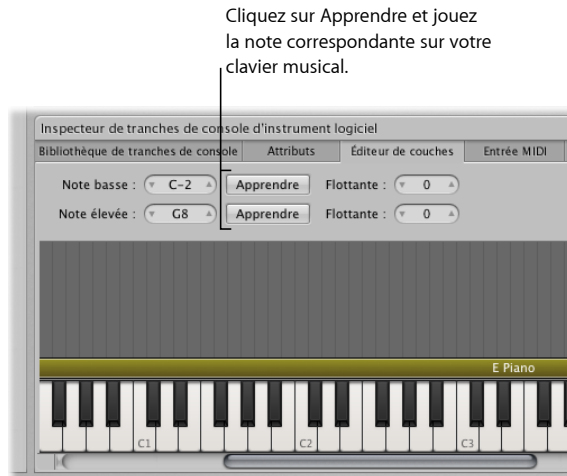 Cliquez sur Apprendre et jouez
la note correspondante sur votre
clavier musical.
Inspecteur de tranches de console d'instrument logiciel
Bibliothèque de tranches de console Attributs Éditeur de couches Entrée MIDI
Note basse : C-2 Apprendre Flottante : 0
Note élevée : G8 Apprendre Flottante : 0
E Piano
C1 C2 C3